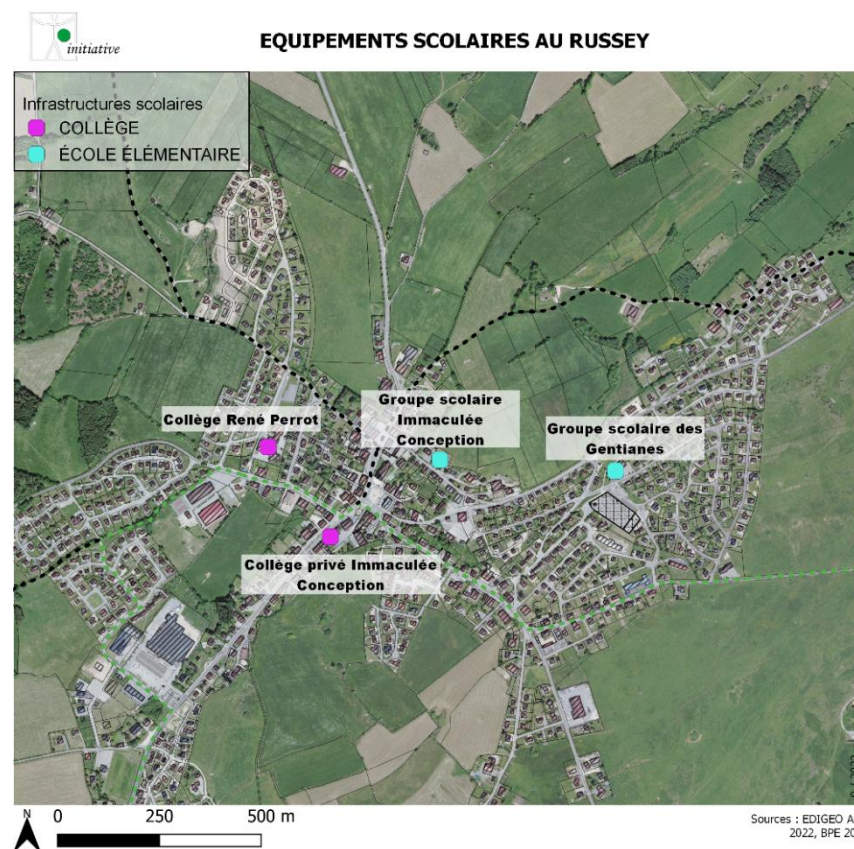 initiative
EQUIPEMENTS SCOLAIRES AU RUSSEY
Infrastructures scolaires
COLLÈGE
ÉCOLE ÉLÉMENTAIRE
Groupe scolaire
Immaculée
Conception
Collège René Perrot
Groupe scolaire des
Gentianes
Collège privé Immaculée
Conception
N
0 250 500 m
Sources : EDIGEO A
2022, BPE 20